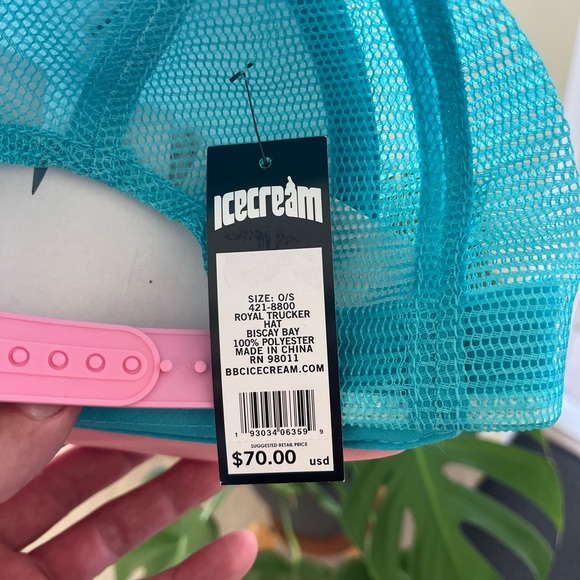 ICECREAM
SIZE: O/S
421-8800
ROYAL TRUCKER
HAT
BISCAY BAY
100% POLYESTER
MADE IN CHINA
RN 98011
BBCICECREAM.COM
1 93034 06359 9
SUGGESTED RETAIL PRICE
$70.00 usd